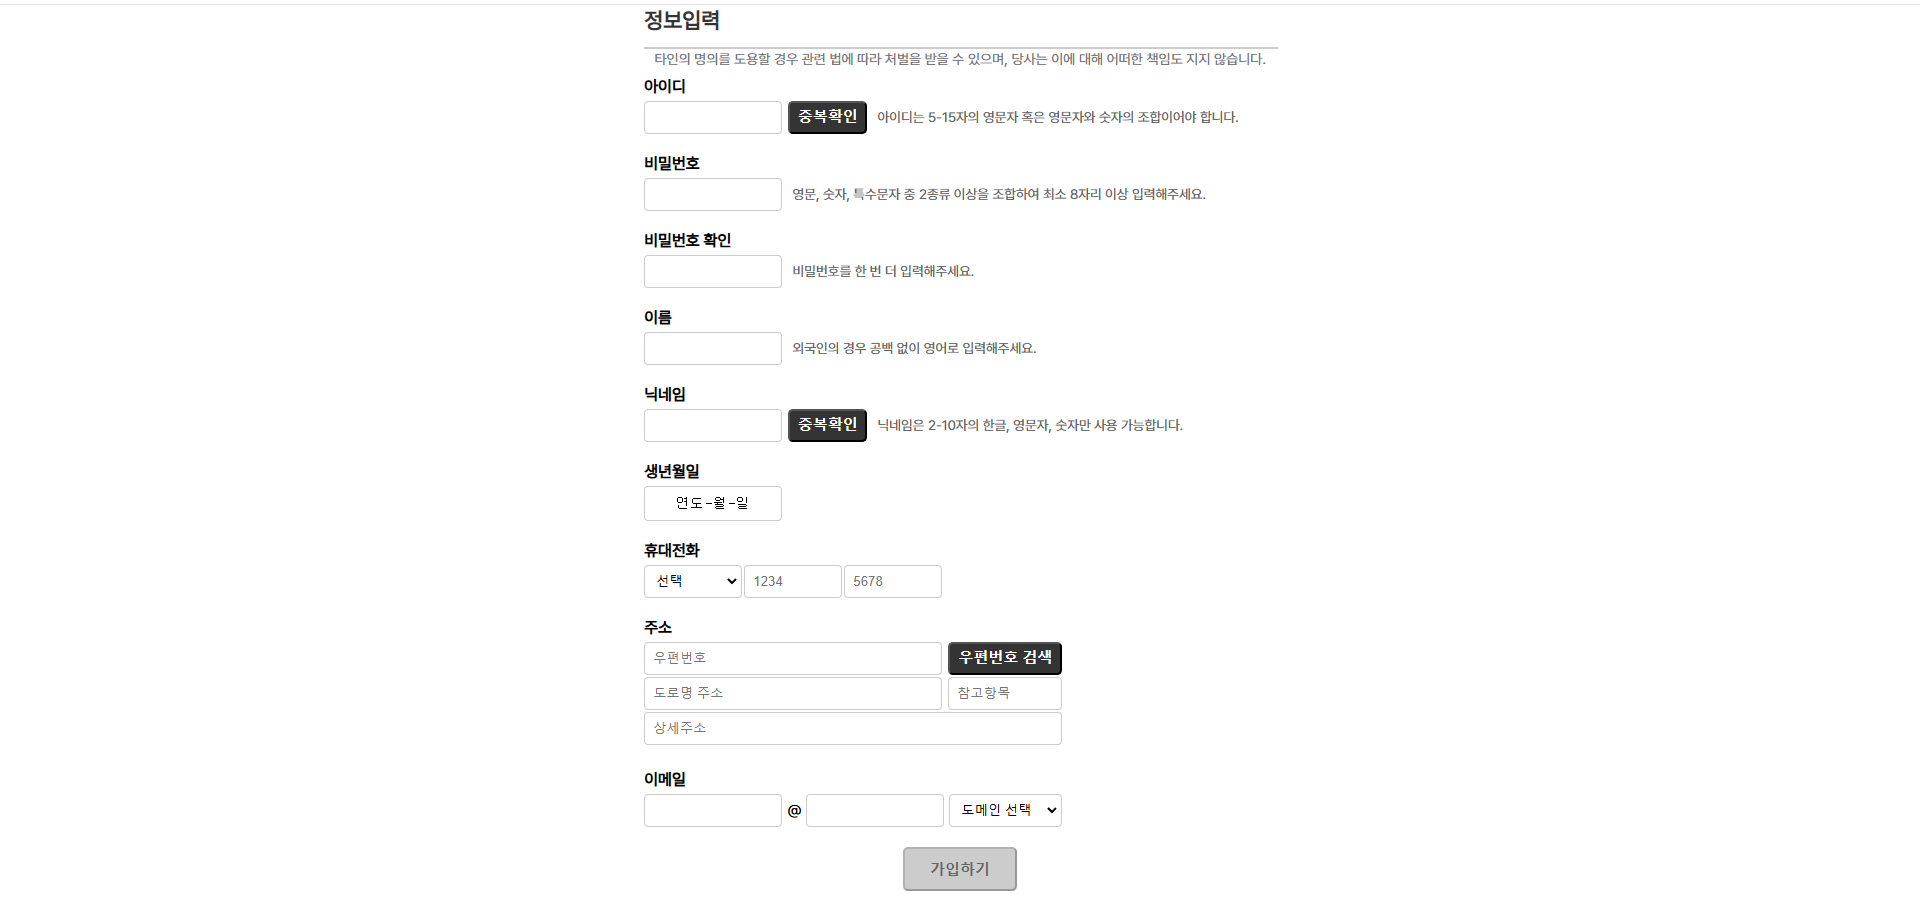 정보입력
타인의 명의를 도용할 경우 관련 법에 따라 처벌을 받을 수 있으며, 당사는 이에 대해 어떠한 책임도 지지 않습니다.
아이디
중복확인 아이디는 5-15자의 영문자 혹은 영문자와 숫자의 조합이어야 합니다.
비밀번호
영문, 숫자, 특수문자 중 2종류 이상을 조합하여 최소 8자리 이상 입력해주세요.
비밀번호 확인
비밀번호를 한 번 더 입력해주세요.
이름
외국인의 경우 공백 없이 영어로 입력해주세요.
닉네임
중복확인 닉네임은 2-10자의 한글, 영문자, 숫자만 사용 가능합니다.
생년월일
연도-월-일
휴대전화
선택 1234 5678
주소
우편번호 우편번호 검색
도로명 주소 참고항목
상세주소
이메일
@ 도메인 선택
가입하기